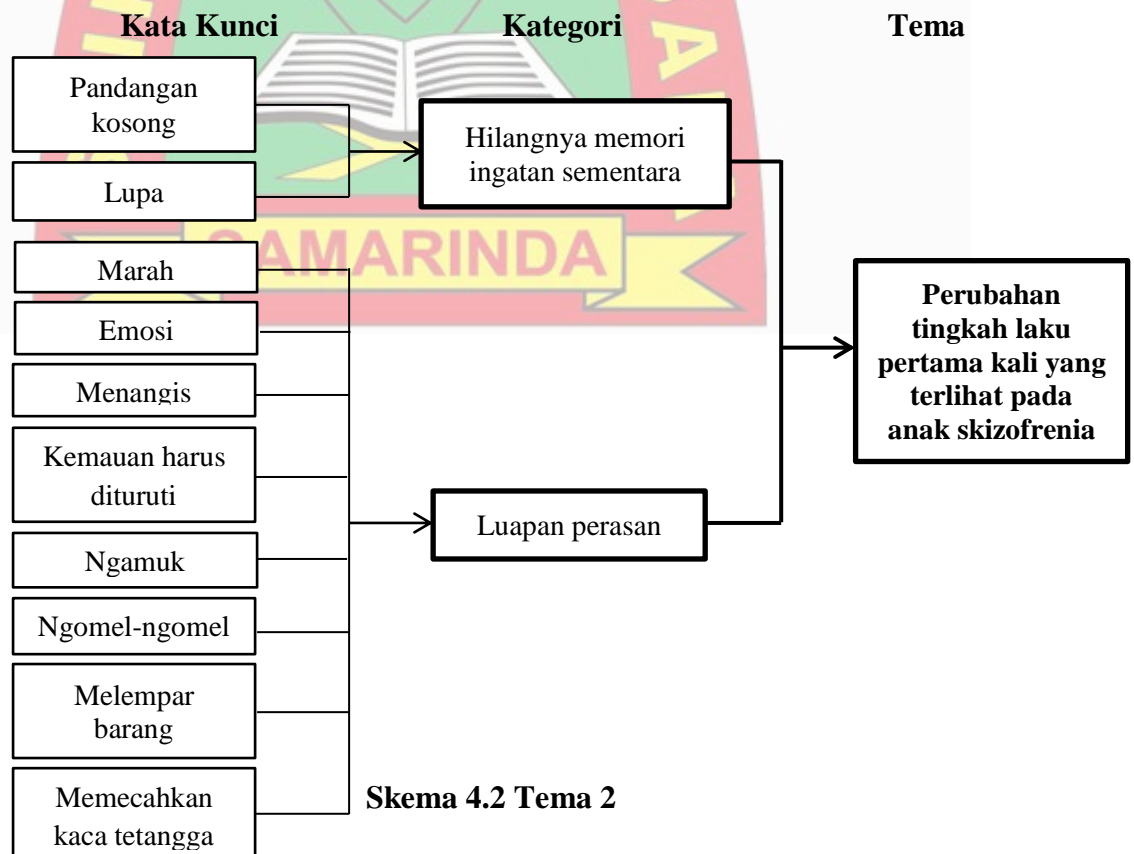 Kata Kunci
Kategori
Tema
Pandangan
kosong
Lupa
Marah
Emosi
Menangis
Kemauan harus
dituruti
Ngamuk
Ngomel-ngomel
Melempar
barang
Memecahkan
kaca tetangga
Hilangnya memori
ingatan sementara
Luapan perasan
Perubahan
tingkah laku
pertama kali yang
terlihat pada
anak skizofrenia
SAMARINDA
Skema 4.2 Tema 2